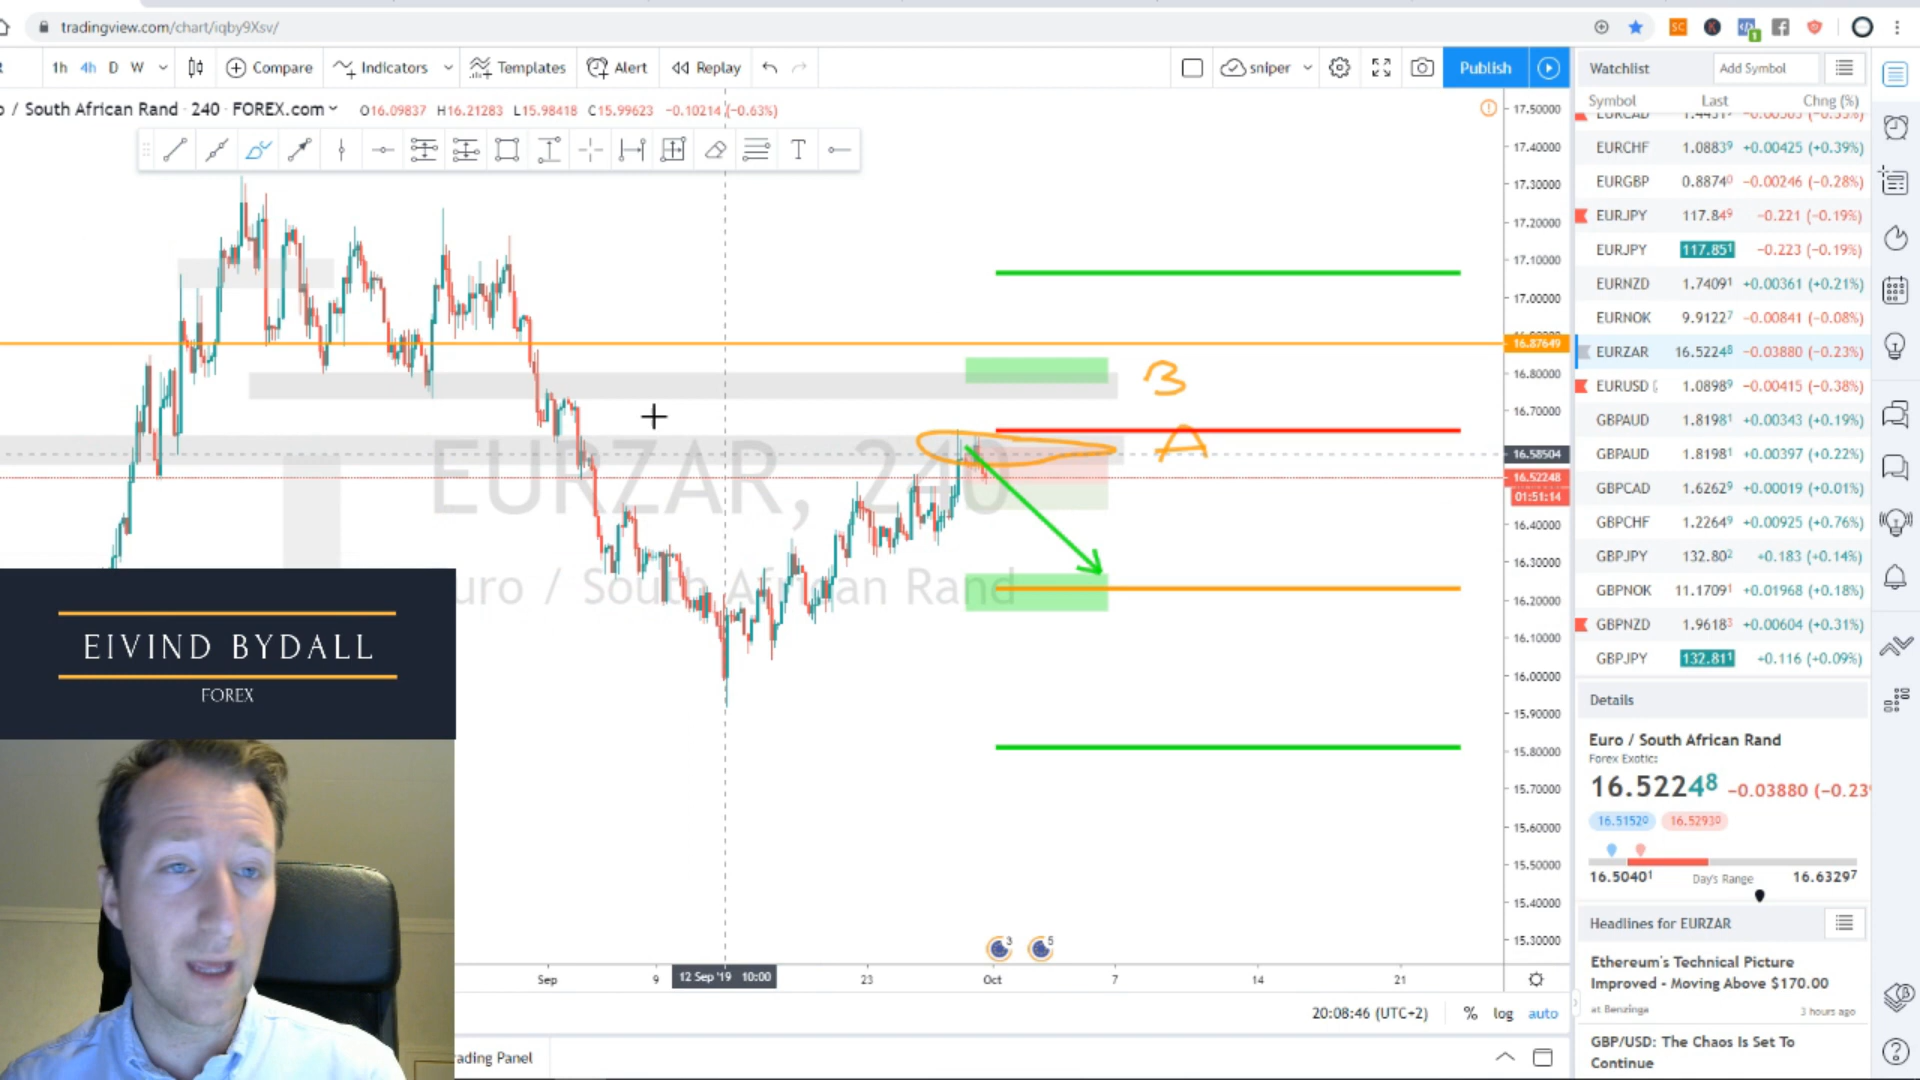 tradingview.com/chart/iqby9Xsv/
1h 4h D W Compare Indicators Templates Alert Replay sniper Publish
/ South African Rand · 240 · FOREX.com O16.09837 H16.21283 L15.98418 C15.99623 −0.10214 (−0.63%)
T
EURZAR, 240
Euro / South African Rand
B
A
17.50000
17.40000
17.30000
17.20000
17.10000
17.00000
16.87649
16.80000
16.70000
16.58504
16.52248
01:51:14
16.40000
16.30000
16.20000
16.10000
16.00000
15.90000
15.80000
15.70000
15.60000
15.50000
15.40000
15.30000
3 5
Sep 9 12 Sep '19 10:00 23 Oct 7 14 21
20:08:46 (UTC+2) % log auto
ading Panel
EIVIND BYDALL
FOREX
Watchlist Add Symbol
Symbol Last Chng (%)
EURCHF 1.08839 +0.00425 (+0.39%)
EURGBP 0.88740 −0.00246 (−0.28%)
EURJPY 117.849 −0.221 (−0.19%)
EURJPY 117.851 −0.223 (−0.19%)
EURNZD 1.74091 +0.00361 (+0.21%)
EURNOK 9.91227 −0.00841 (−0.08%)
EURZAR 16.52248 −0.03880 (−0.23%)
EURUSD 1.08989 −0.00415 (−0.38%)
GBPAUD 1.81981 +0.00343 (+0.19%)
GBPAUD 1.81981 +0.00397 (+0.22%)
GBPCAD 1.62629 +0.00019 (+0.01%)
GBPCHF 1.22649 +0.00925 (+0.76%)
GBPJPY 132.802 +0.183 (+0.14%)
GBPNOK 11.17091 +0.01968 (+0.18%)
GBPNZD 1.96183 +0.00604 (+0.31%)
GBPJPY 132.811 +0.116 (+0.09%)
Details
Euro / South African Rand
Forex Exotic:
16.52248 −0.03880 (−0.23
16.51520 16.52930
16.50401 Day's Range 16.63297
Headlines for EURZAR
Ethereum's Technical Picture
Improved - Moving Above $170.00
at Benzinga 3 hours ago
GBP/USD: The Chaos Is Set To
Continue